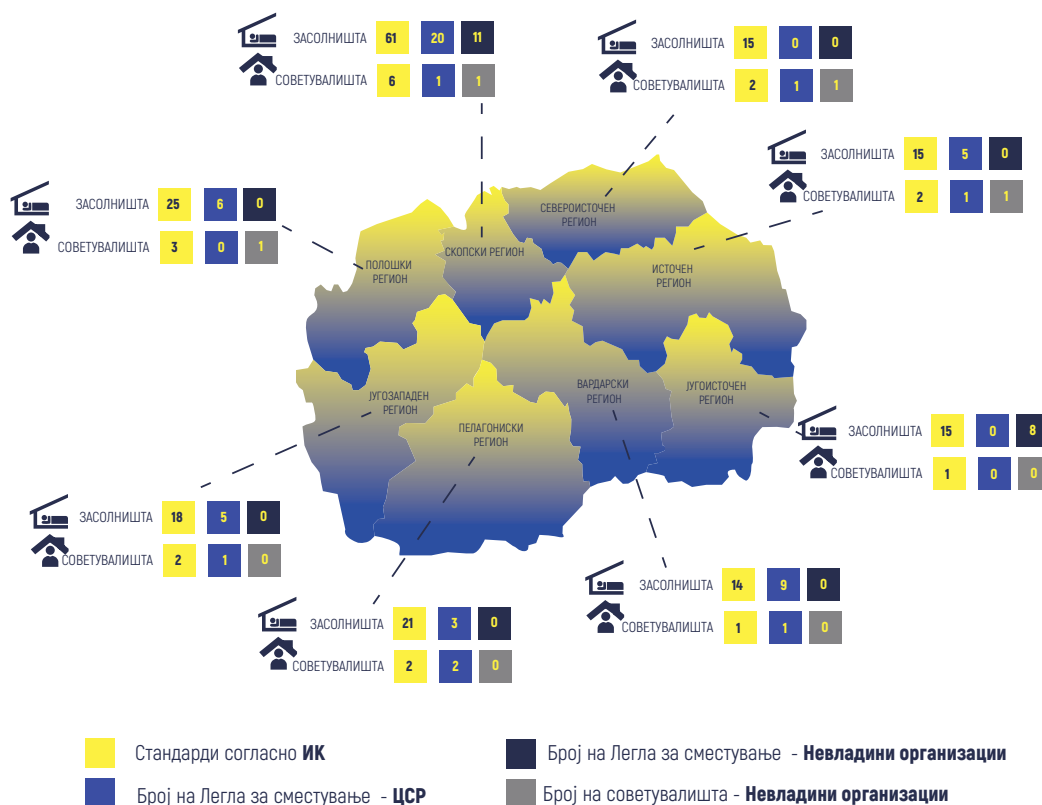 ЗАСОЛНИШТА 61 20 11
СОВЕТУВАЛИШТА 6 1 1
ЗАСОЛНИШТА 15 0 0
СОВЕТУВАЛИШТА 2 1 1
ЗАСОЛНИШТА 15 5 0
СОВЕТУВАЛИШТА 2 1 1
ЗАСОЛНИШТА 25 6 0
СОВЕТУВАЛИШТА 3 0 1
СЕВЕРОИСТОЧЕН
РЕГИОН
СКОПСКИ РЕГИОН
ПОЛОШКИ
РЕГИОН
ИСТОЧЕН
РЕГИОН
ЈУГОЗАПАДЕН
РЕГИОН
ВАРДАРСКИ
РЕГИОН
ЈУГОИСТОЧЕН
РЕГИОН
ПЕЛАГОНИСКИ
РЕГИОН
ЗАСОЛНИШТА 15 0 8
СОВЕТУВАЛИШТА 1 0 0
ЗАСОЛНИШТА 18 5 0
СОВЕТУВАЛИШТА 2 1 0
ЗАСОЛНИШТА 14 9 0
СОВЕТУВАЛИШТА 1 1 0
ЗАСОЛНИШТА 21 3 0
СОВЕТУВАЛИШТА 2 2 0
Стандарди согласно ИК
Број на Легла за сместување - Невладини организации
Број на Легла за сместување - ЦСР
Број на советувалишта - Невладини организации